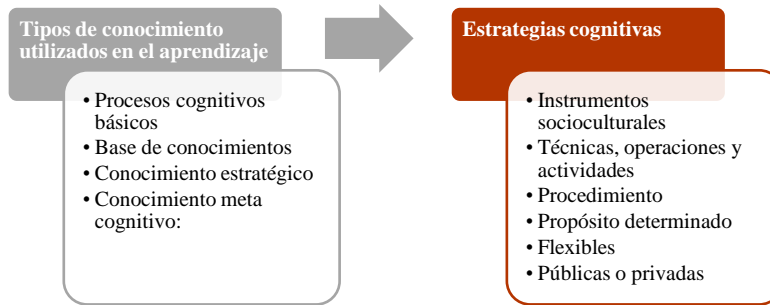 Tipos de conocimiento
utilizados en el aprendizaje
• Procesos cognitivos
básicos
• Base de conocimientos
• Conocimiento estratégico
• Conocimiento meta
cognitivo:
Estrategias cognitivas
• Instrumentos
socioculturales
• Técnicas, operaciones y
actividades
• Procedimiento
• Propósito determinado
• Flexibles
• Públicas o privadas